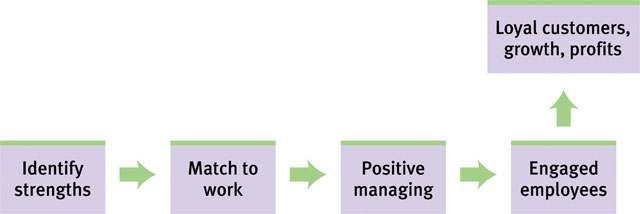 Identify
strengths
Match to
work
Positive
managing
Engaged
employees
Loyal customers,
growth, profits